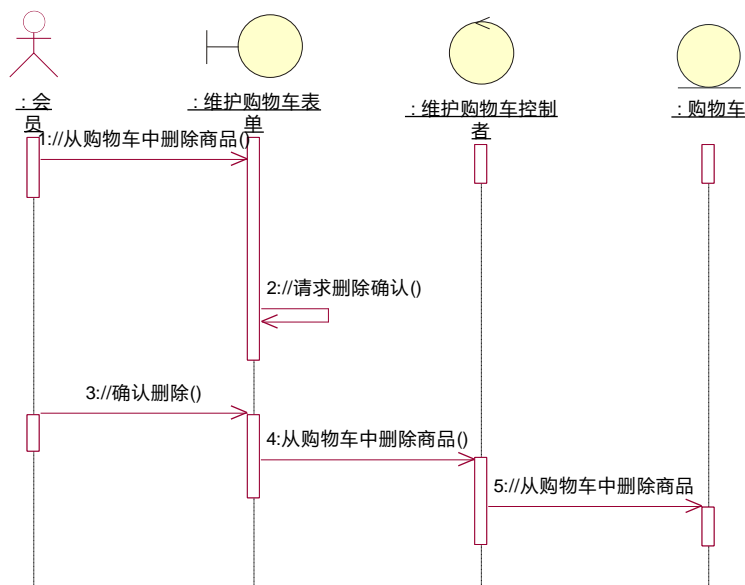 : 会
员
: 维护购物车表
单
: 维护购物车控制
者
: 购物车
1://从购物车中删除商品()
2://请求删除确认()
3://确认删除()
4:从购物车中删除商品()
5://从购物车中删除商品